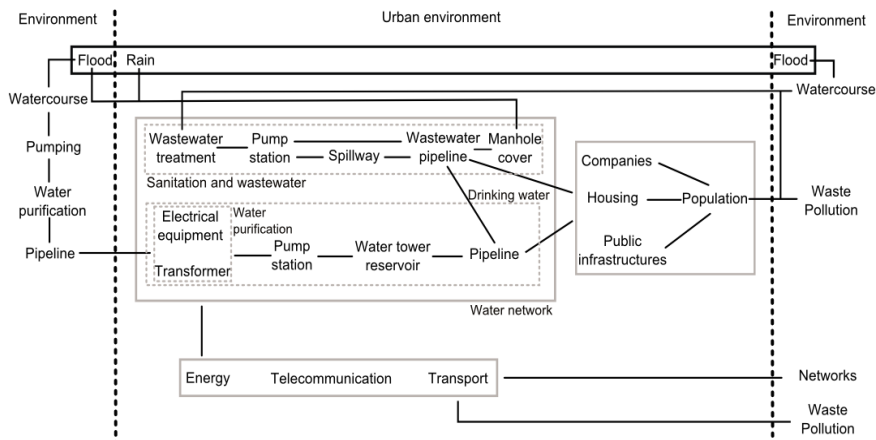 Environment
Urban environment
Environment
Flood
Rain
Flood
Watercourse
Watercourse
Wastewater
treatment
Pump
station
Spillway
Wastewater
pipeline
Manhole
cover
Sanitation and wastewater
Pumping
Water
purification
Pipeline
Drinking water
Electrical
equipment
Transformer
Water
purification
Pump
station
Water tower
reservoir
Pipeline
Water network
Companies
Housing
Public
infrastructures
Population
Waste
Pollution
Energy
Telecommunication
Transport
Networks
Waste
Pollution